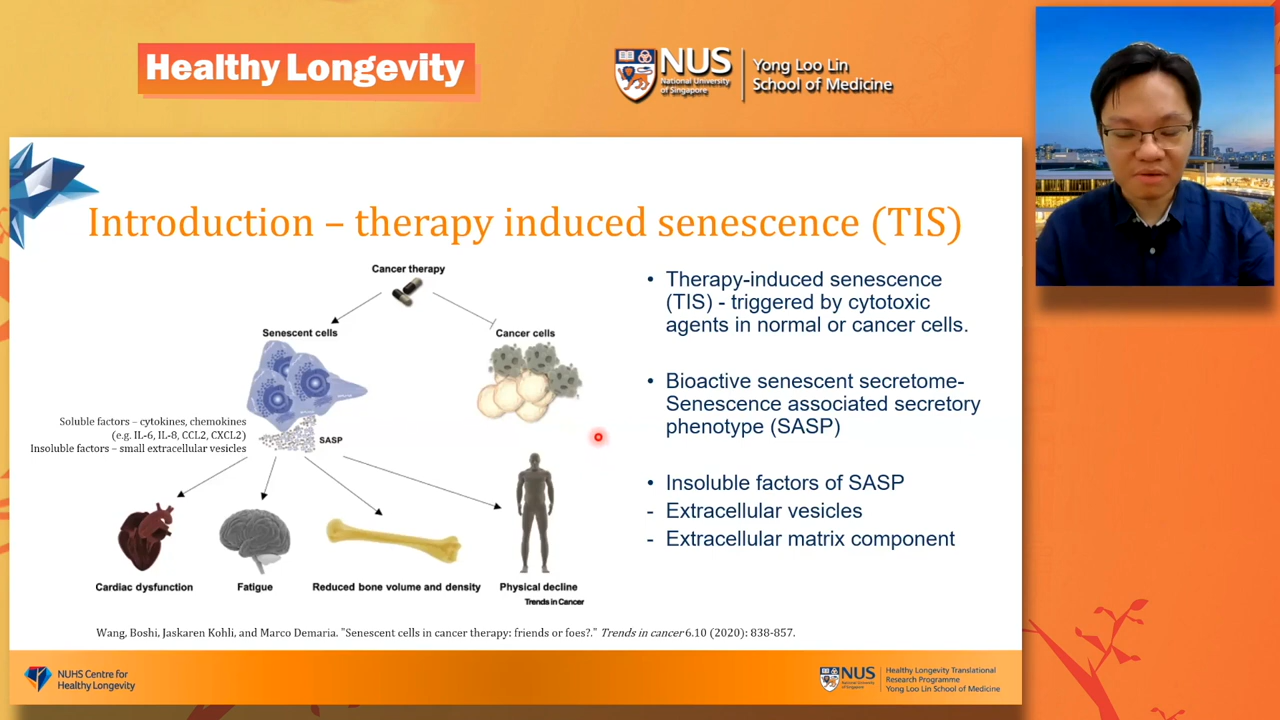 Healthy Longevity
NUS
National University
of Singapore
Yong Loo Lin
School of Medicine
Introduction – therapy induced senescence (TIS)
Cancer therapy
Senescent cells
Cancer cells
Soluble factors – cytokines, chemokines
(e.g. IL-6, IL-8, CCL2, CXCL2)
Insoluble factors – small extracellular vesicles
SASP
Cardiac dysfunction
Fatigue
Reduced bone volume and density
Physical decline
Trends in Cancer
• Therapy-induced senescence
(TIS) - triggered by cytotoxic
agents in normal or cancer cells.
• Bioactive senescent secretome-
Senescence associated secretory
phenotype (SASP)
• Insoluble factors of SASP
- Extracellular vesicles
- Extracellular matrix component
Wang, Boshi, Jaskaren Kohli, and Marco Demaria. "Senescent cells in cancer therapy: friends or foes?." Trends in cancer 6.10 (2020): 838-857.
NUHS Centre for
Healthy Longevity
NUS
National University
of Singapore
Healthy Longevity Translational
Research Programme
Yong Loo Lin School of Medicine